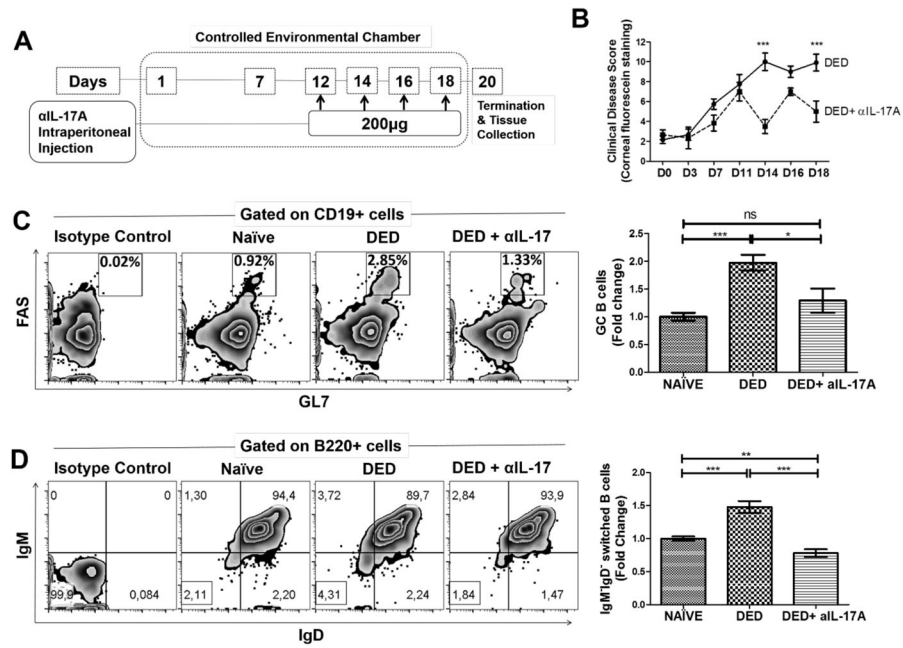 A
Controlled Environmental Chamber
Days 1 7 12 14 16 18 20
αIL-17A
Intraperitoneal
Injection
200µg
Termination
& Tissue
Collection
B
Clinical Disease Score
(Corneal fluorescein staining)
12
10
8
6
4
2
0
D0 D3 D7 D11 D14 D16 D18
*** ***
DED
DED+ αIL-17A
C
Gated on CD19+ cells
Isotype Control Naïve DED DED + αIL-17
0.02% 0.92% 2.85% 1.33%
FAS
GL7
GC B cells
(Fold change)
2.5
2.0
1.5
1.0
0.5
0.0
ns
*** *
NAÏVE DED DED+ aIL-17A
D
Gated on B220+ cells
Isotype Control Naïve DED DED + αIL-17
0 0 1,30 94,4 3,72 89,7 2,84 93,9
99,9 0,084 2,11 2,20 4,31 2,24 1,84 1,47
IgM
IgD
IgM-IgD- switched B cells
(Fold Change)
2.0
1.5
1.0
0.5
0.0
**
*** ***
NAÏVE DED DED+ aIL-17A